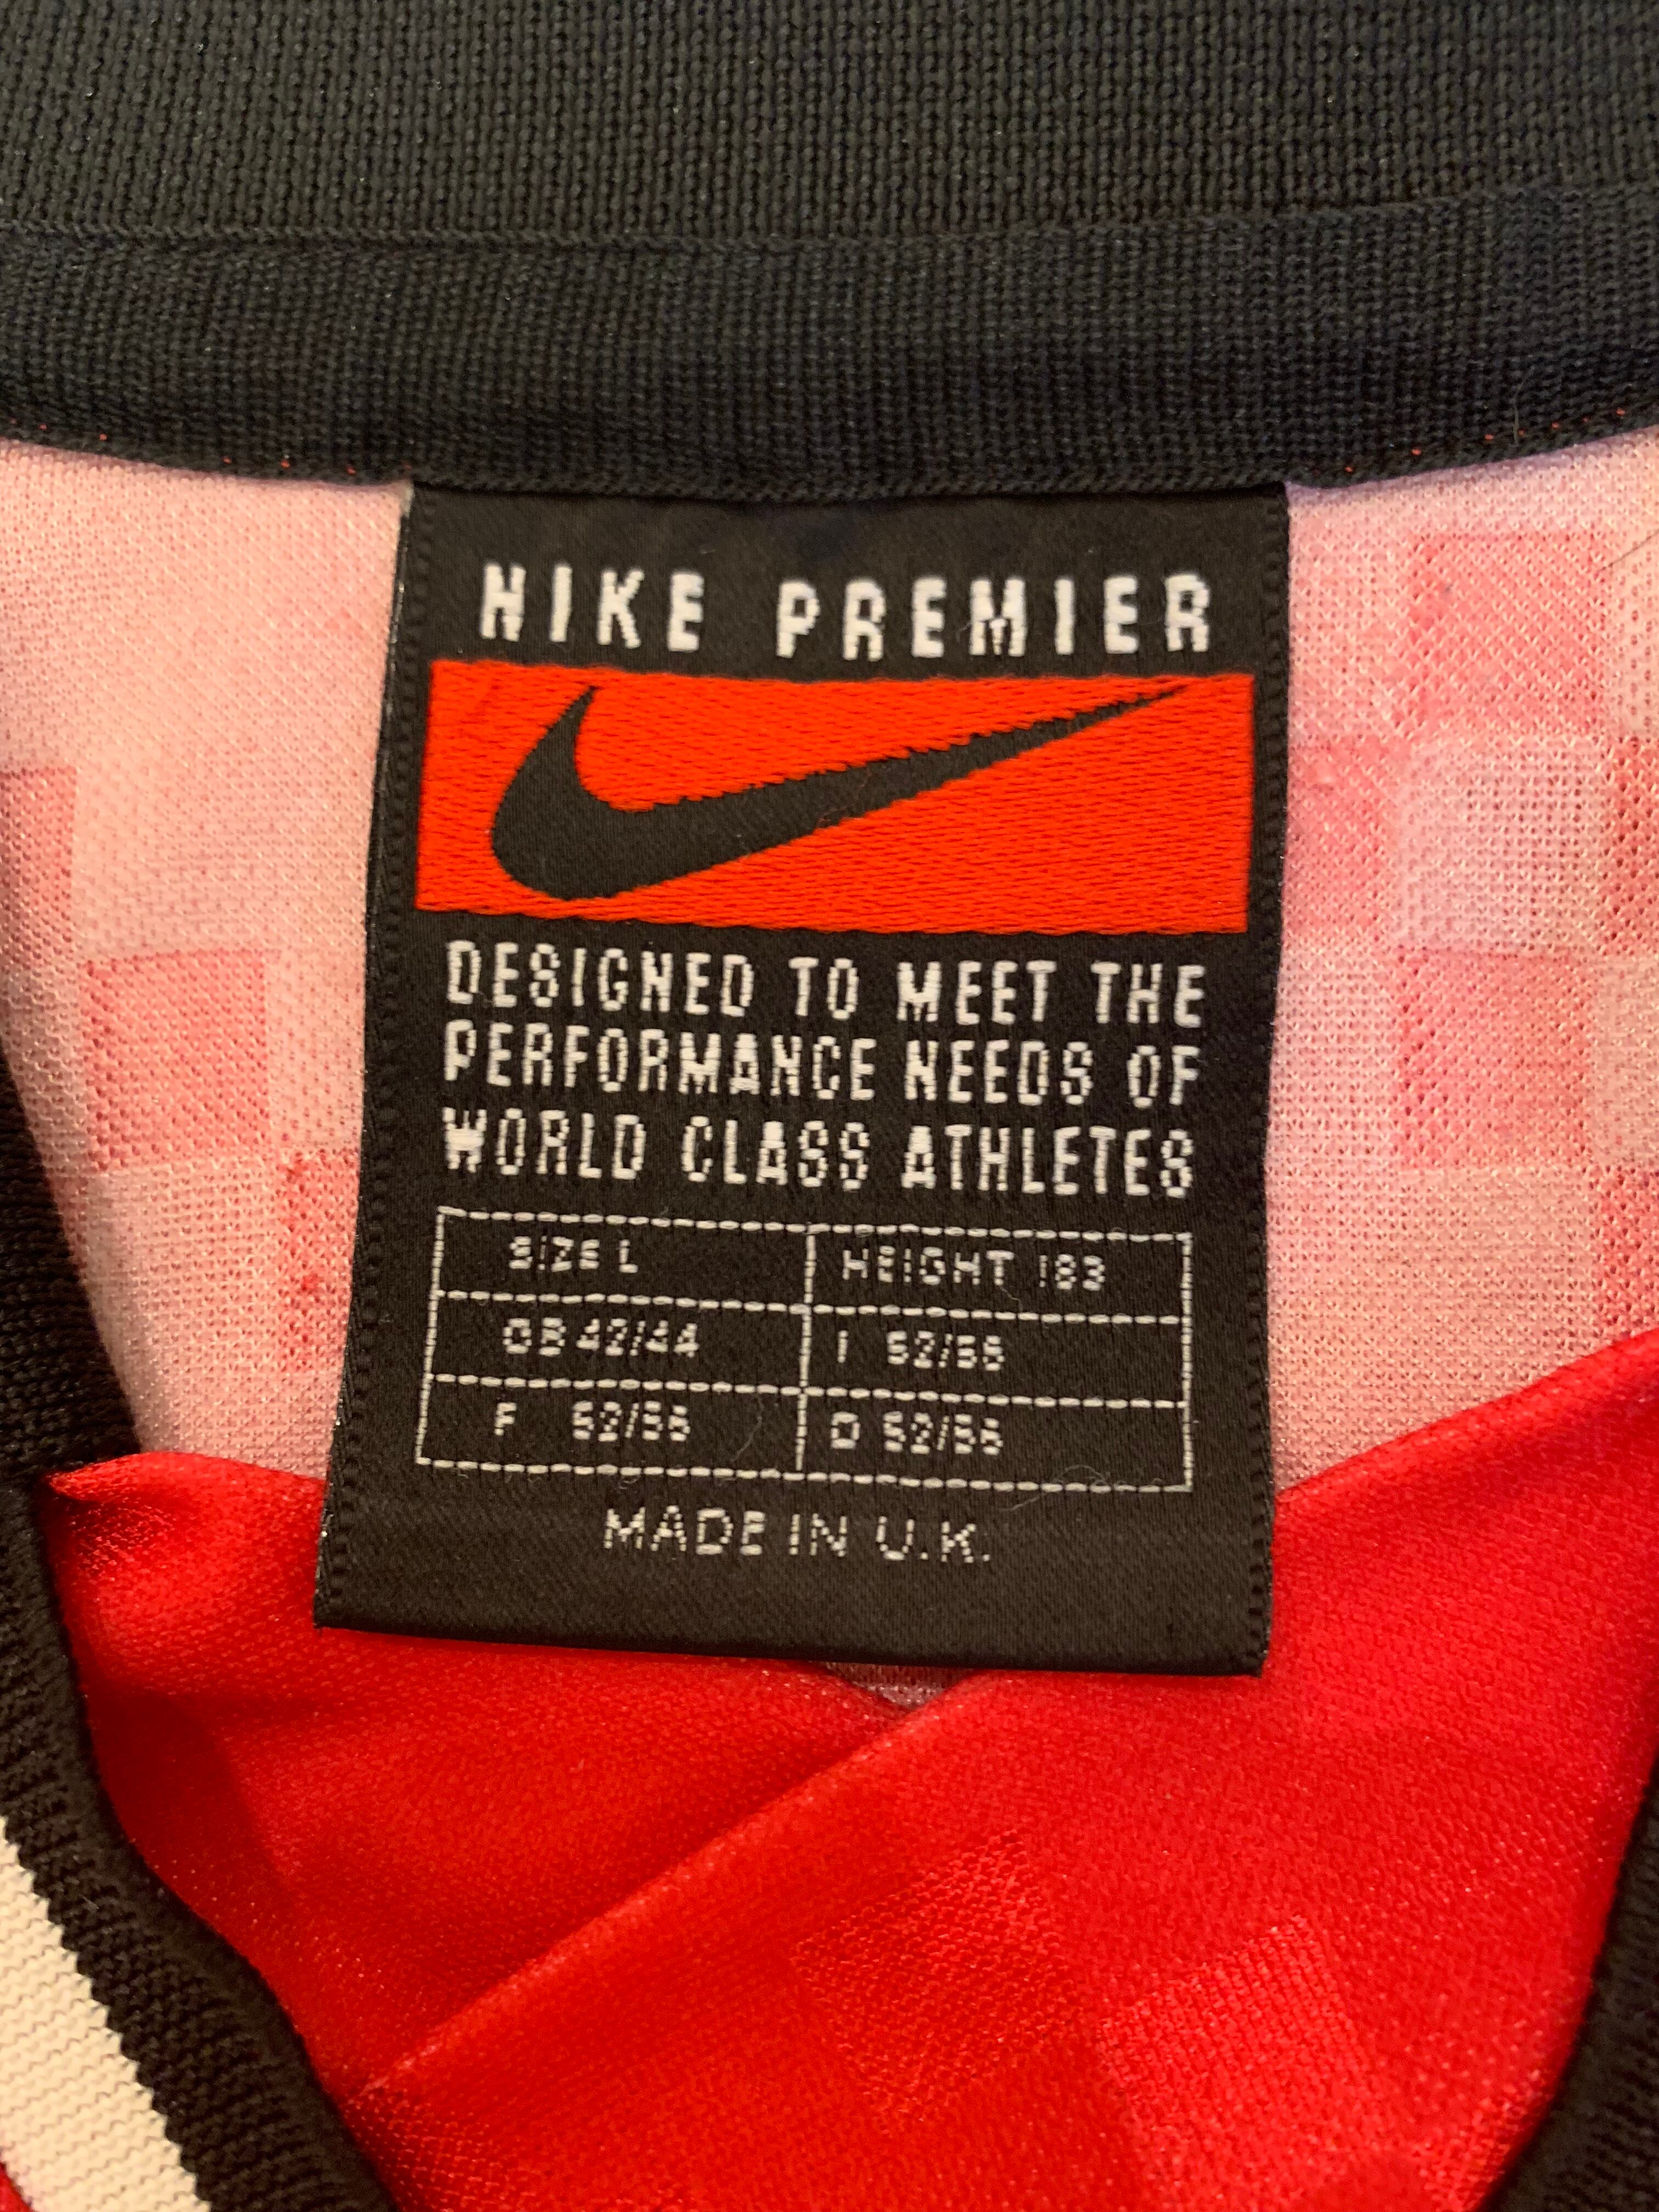 NIKE PREMIER
DESIGNED TO MEET THE
PERFORMANCE NEEDS OF
WORLD CLASS ATHLETES
SIZE L HEIGHT 183
GB 42/44 I 52/56
F 52/56 D 52/56
MADE IN U.K.